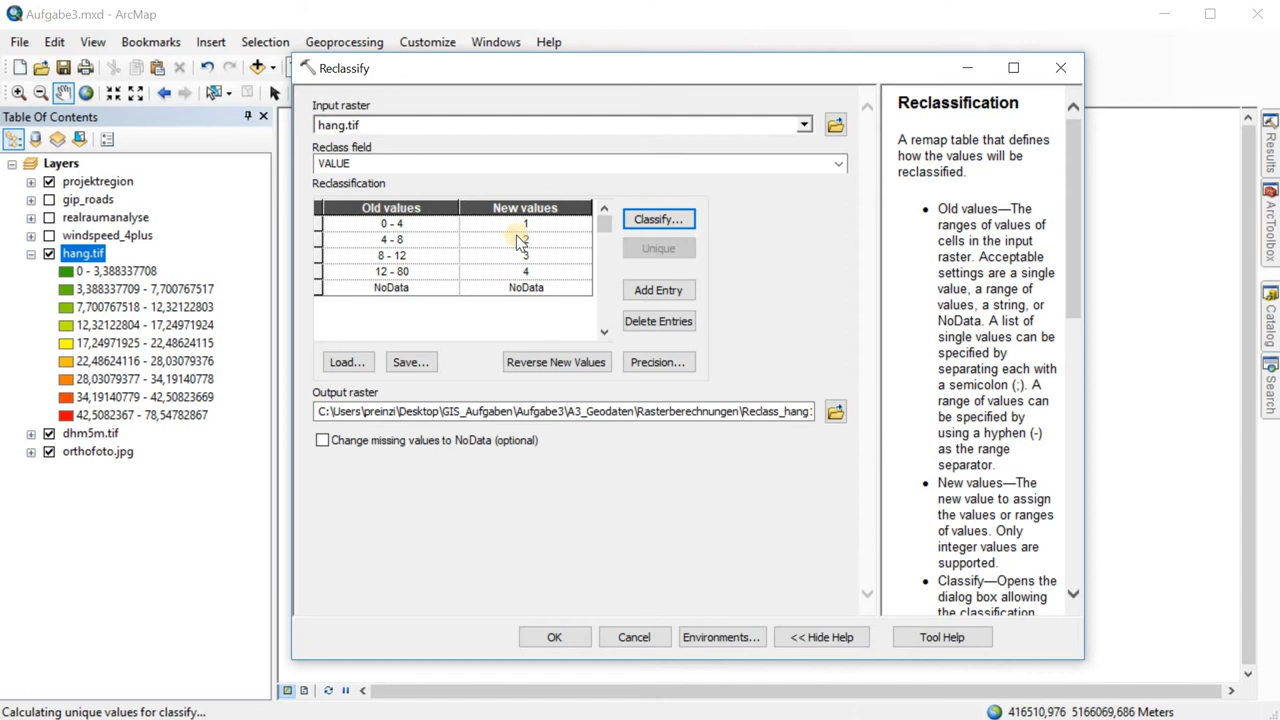 Aufgabe3.mxd - ArcMap
File Edit View Bookmarks Insert Selection Geoprocessing Customize Windows Help
Table Of Contents
Layers
projektregion
gip_roads
realraumanalyse
windspeed_4plus
hang.tif
0 - 3,388337708
3,388337709 - 7,700767517
7,700767518 - 12,32122803
12,32122804 - 17,24971924
17,24971925 - 22,48624115
22,48624116 - 28,03079376
28,03079377 - 34,19140778
34,19140779 - 42,50823669
42,5082367 - 78,54782867
dhm5m.tif
orthofoto.jpg
Reclassify
Input raster
hang.tif
Reclass field
VALUE
Reclassification
Old values New values
0 - 4 1
4 - 8 2
8 - 12 3
12 - 80 4
NoData NoData
Classify...
Unique
Add Entry
Delete Entries
Load... Save... Reverse New Values Precision...
Output raster
C:\Users\preinzi\Desktop\GIS_Aufgaben\Aufgabe3\A3_Geodaten\Rasterberechnungen\Reclass_hang
Change missing values to NoData (optional)
OK Cancel Environments... << Hide Help Tool Help
Reclassification
A remap table that defines
how the values will be
reclassified.
Old values—The
ranges of values of
cells in the input
raster. Acceptable
settings are a single
value, a range of
values, a string, or
NoData. A list of
single values can be
specified by
separating each with
a semicolon (;). A
range of values can
be specified by
using a hyphen (-)
as the range
separator.
New values—The
new value to assign
the values or ranges
of values. Only
integer values are
supported.
Classify—Opens the
dialog box allowing
the classification
Results
ArcToolbox
Catalog
Search
Calculating unique values for classify...
416510,976 5166069,686 Meters